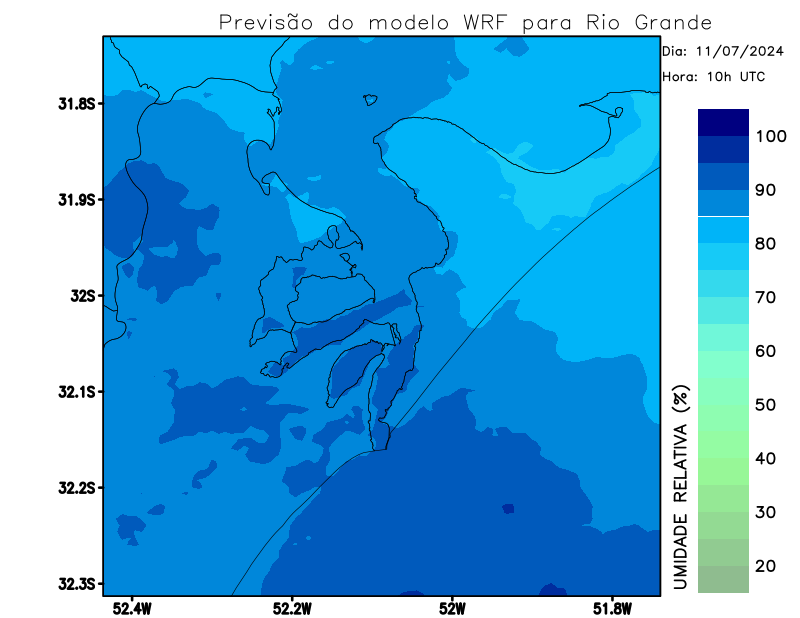 Previsão do modelo WRF para Rio Grande
Dia: 11/07/2024
Hora: 10h UTC
31.8S
31.9S
32S
32.1S
32.2S
32.3S
52.4W
52.2W
52W
51.8W
100
90
80
70
60
50
40
30
20
UMIDADE RELATIVA (%)